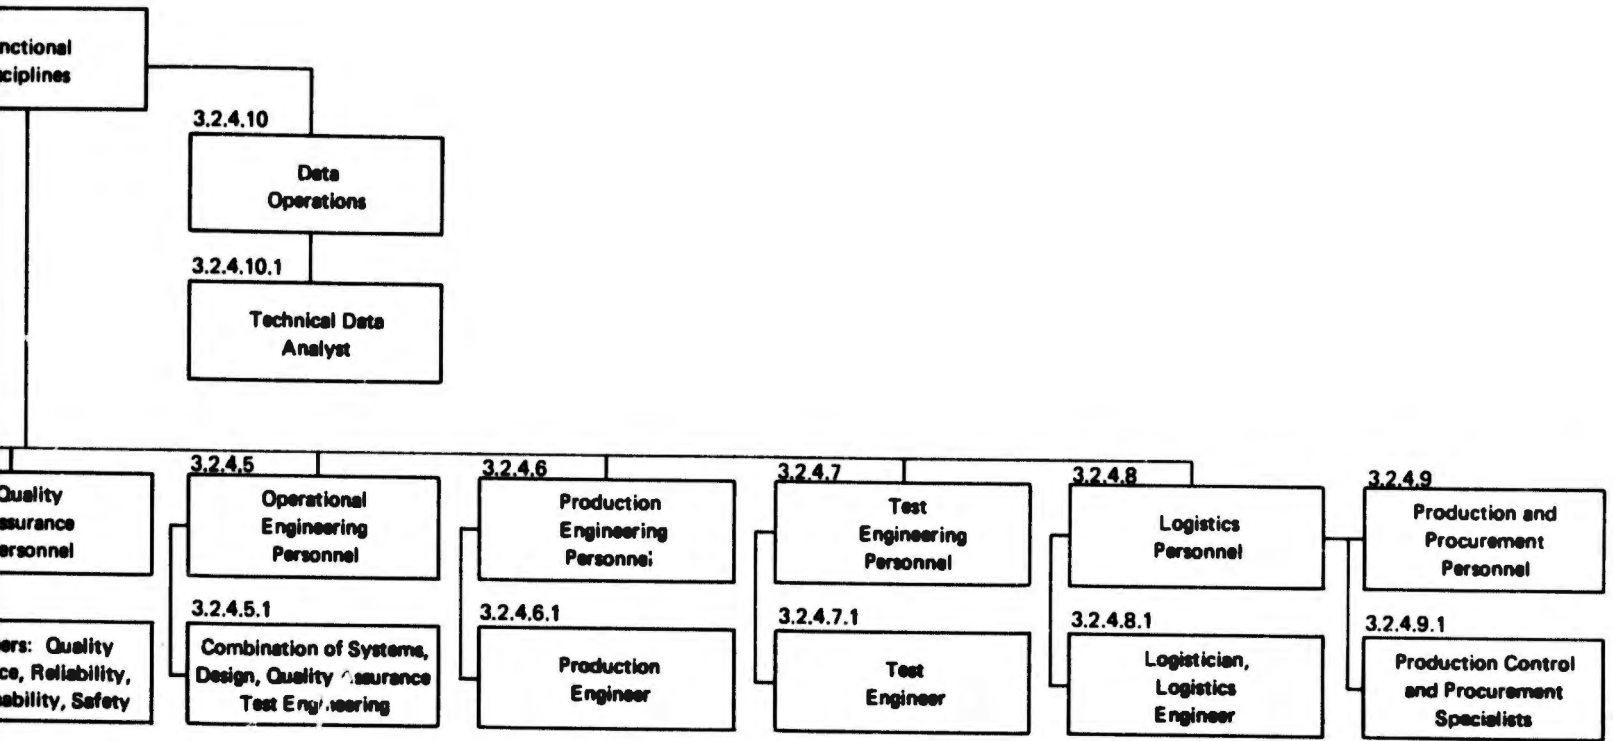 nctional
ciplines
3.2.4.10
Data
Operations
3.2.4.10.1
Technical Data
Analyst
Quality
ssurance
ersonnel
3.2.4.5
Operational
Engineering
Personnel
3.2.4.6
Production
Engineering
Personnel
3.2.4.7
Test
Engineering
Personnel
3.2.4.8
Logistics
Personnel
3.2.4.9
Production and
Procurement
Personnel
ers: Quality
ce, Reliability,
ability, Safety
3.2.4.5.1
Combination of Systems,
Design, Quality Assurance
Test Engineering
3.2.4.6.1
Production
Engineer
3.2.4.7.1
Test
Engineer
3.2.4.8.1
Logistician,
Logistics
Engineer
3.2.4.9.1
Production Control
and Procurement
Specialists